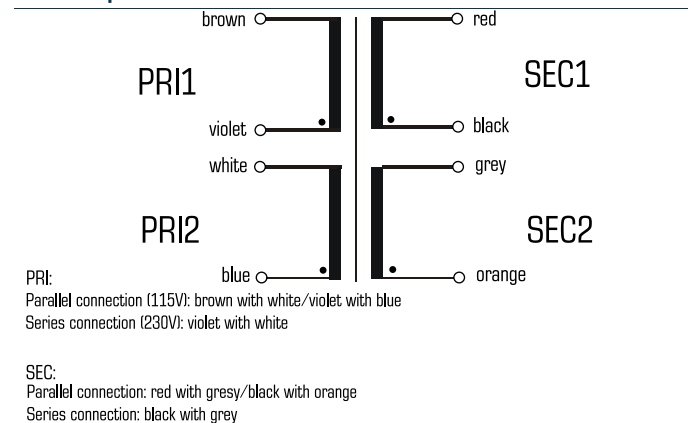 brown
red
PRI1
SEC1
violet
black
white
grey
PRI2
SEC2
blue
orange
PRI:
Parallel connection (115V): brown with white/violet with blue
Series connection (230V): violet with white
SEC:
Parallel connection: red with gresy/black with orange
Series connection: black with grey